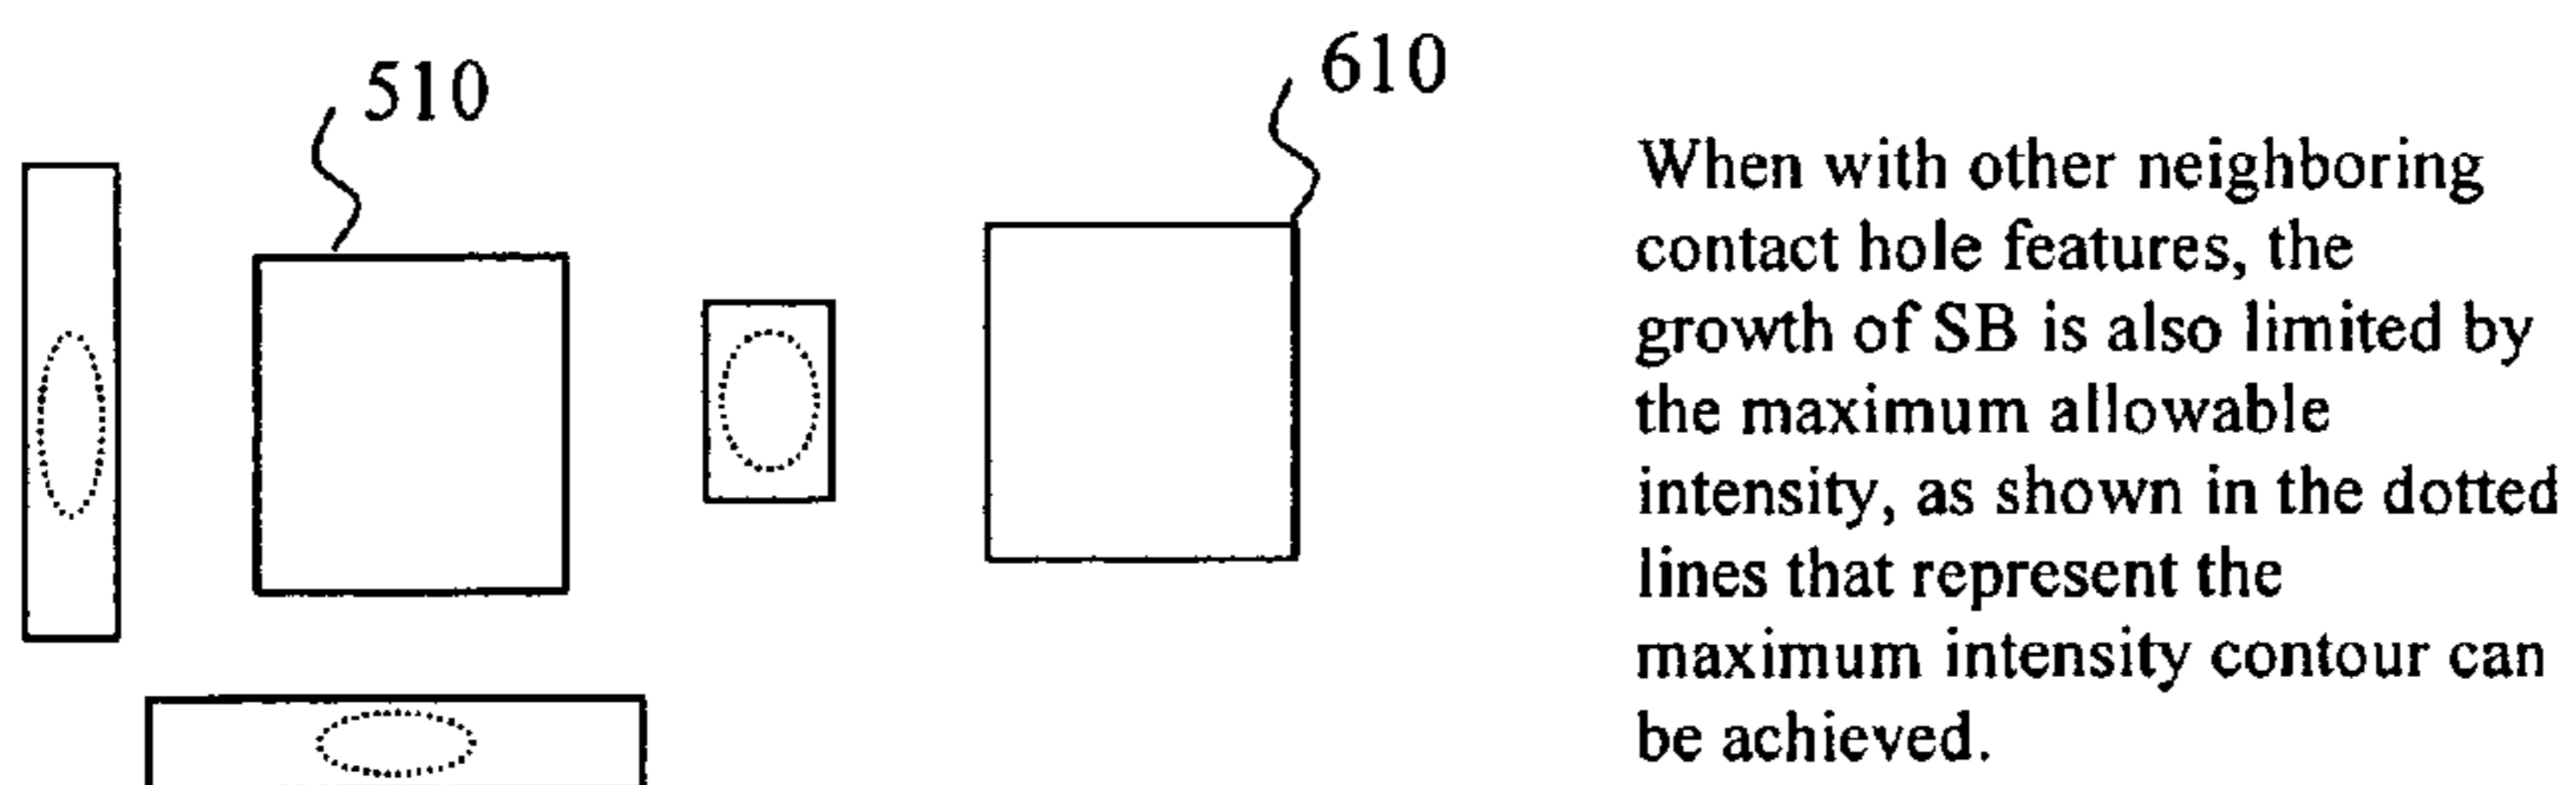 510
610
When with other neighboring
contact hole features, the
growth of SB is also limited by
the maximum allowable
intensity, as shown in the dotted
lines that represent the
maximum intensity contour can
be achieved.